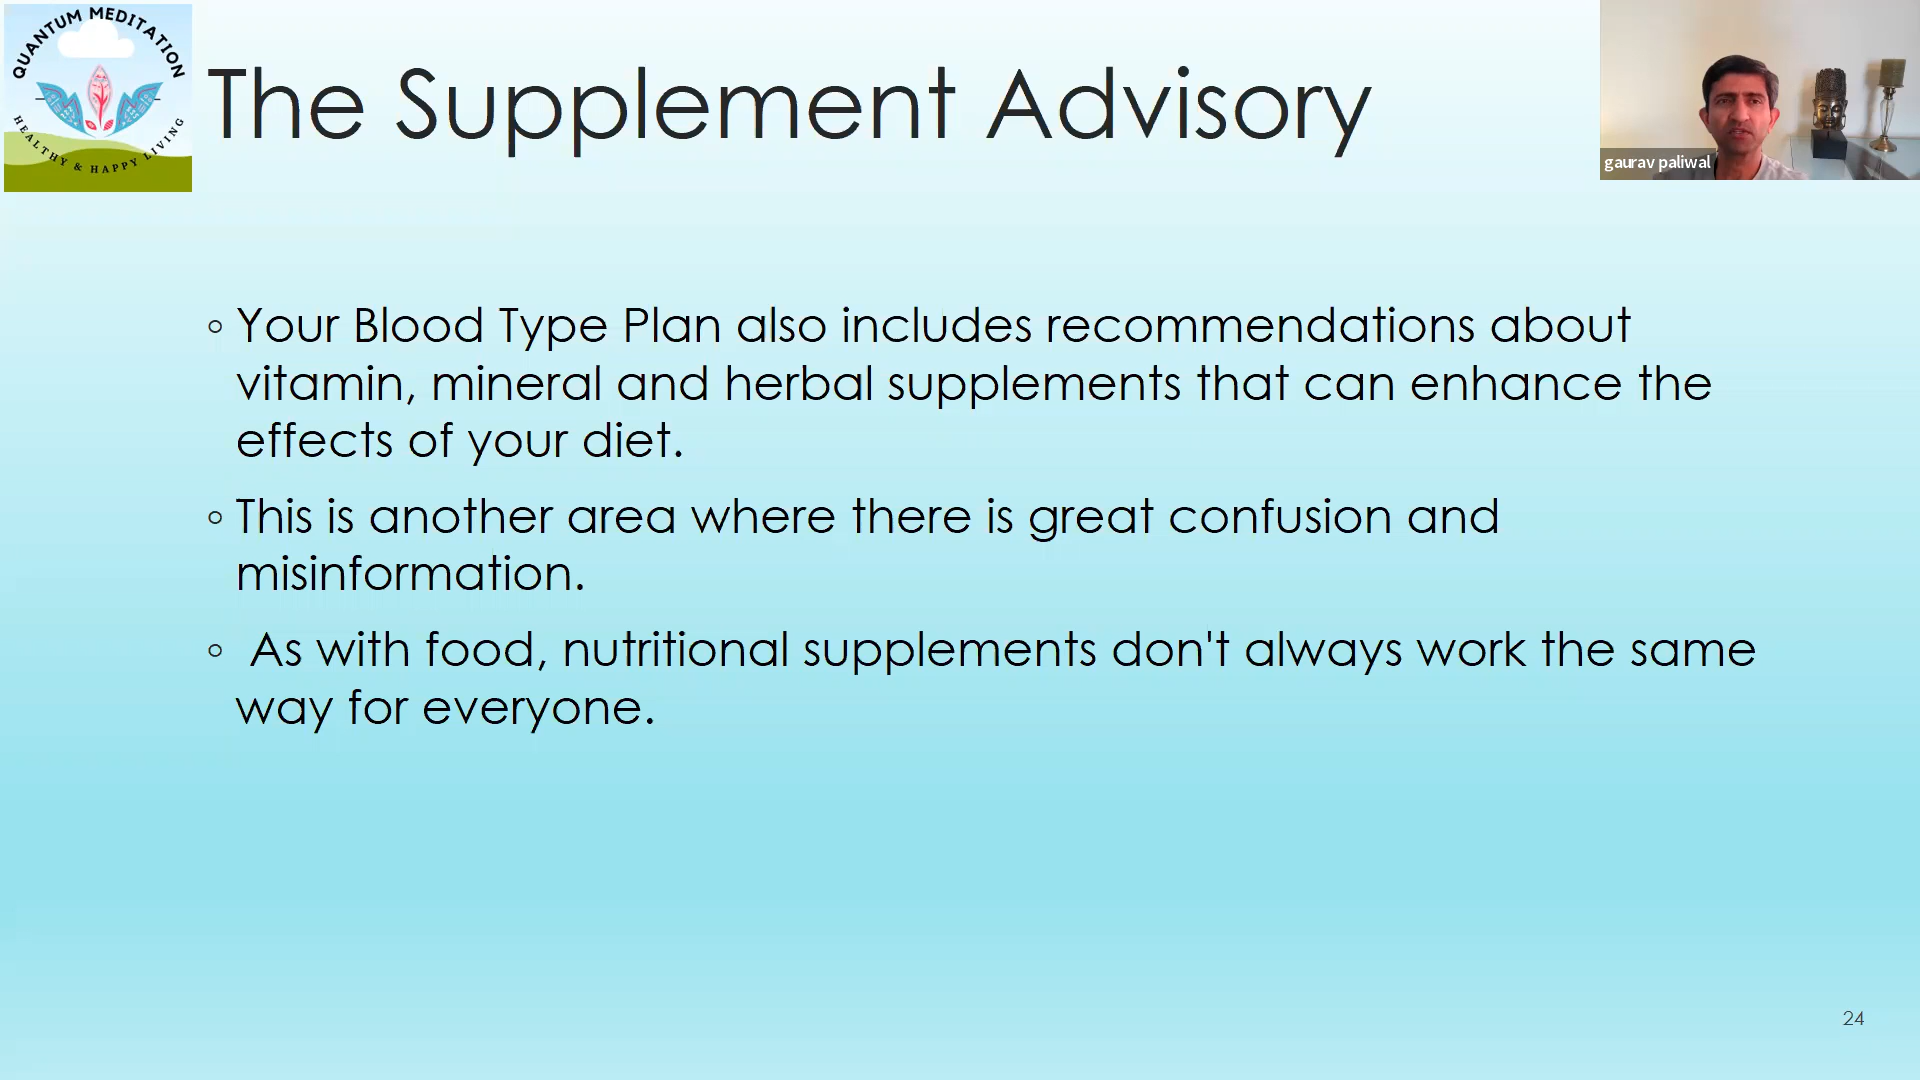 QUANTUM MEDITATION
HEALTHY & HAPPY LIVING
The Supplement Advisory
gaurav paliwal
◦ Your Blood Type Plan also includes recommendations about
vitamin, mineral and herbal supplements that can enhance the
effects of your diet.
◦ This is another area where there is great confusion and
misinformation.
◦ As with food, nutritional supplements don't always work the same
way for everyone.
24